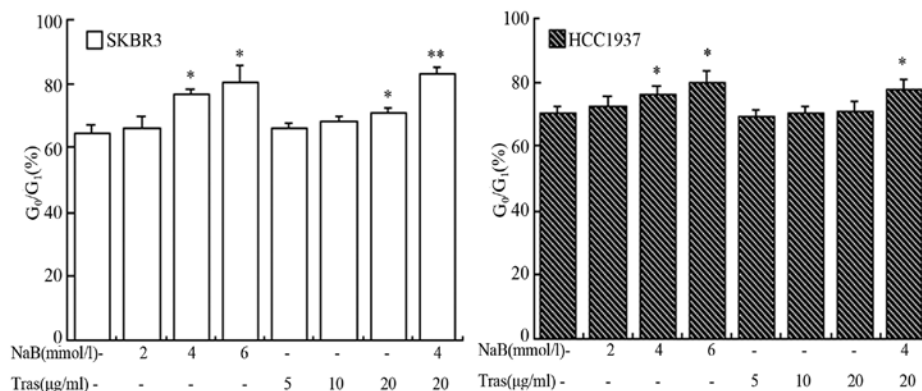 100
80
60
40
20
0
G₀/G₁(%)
SKBR3
* * * **
NaB(mmol/l)- 2 4 6 - - - 4
Tras(μg/ml) - - - - 5 10 20 20
100
80
60
40
20
0
G₀/G₁(%)
HCC1937
* * *
NaB(mmol/l)- 2 4 6 - - - 4
Tras(μg/ml) - - - - 5 10 20 20